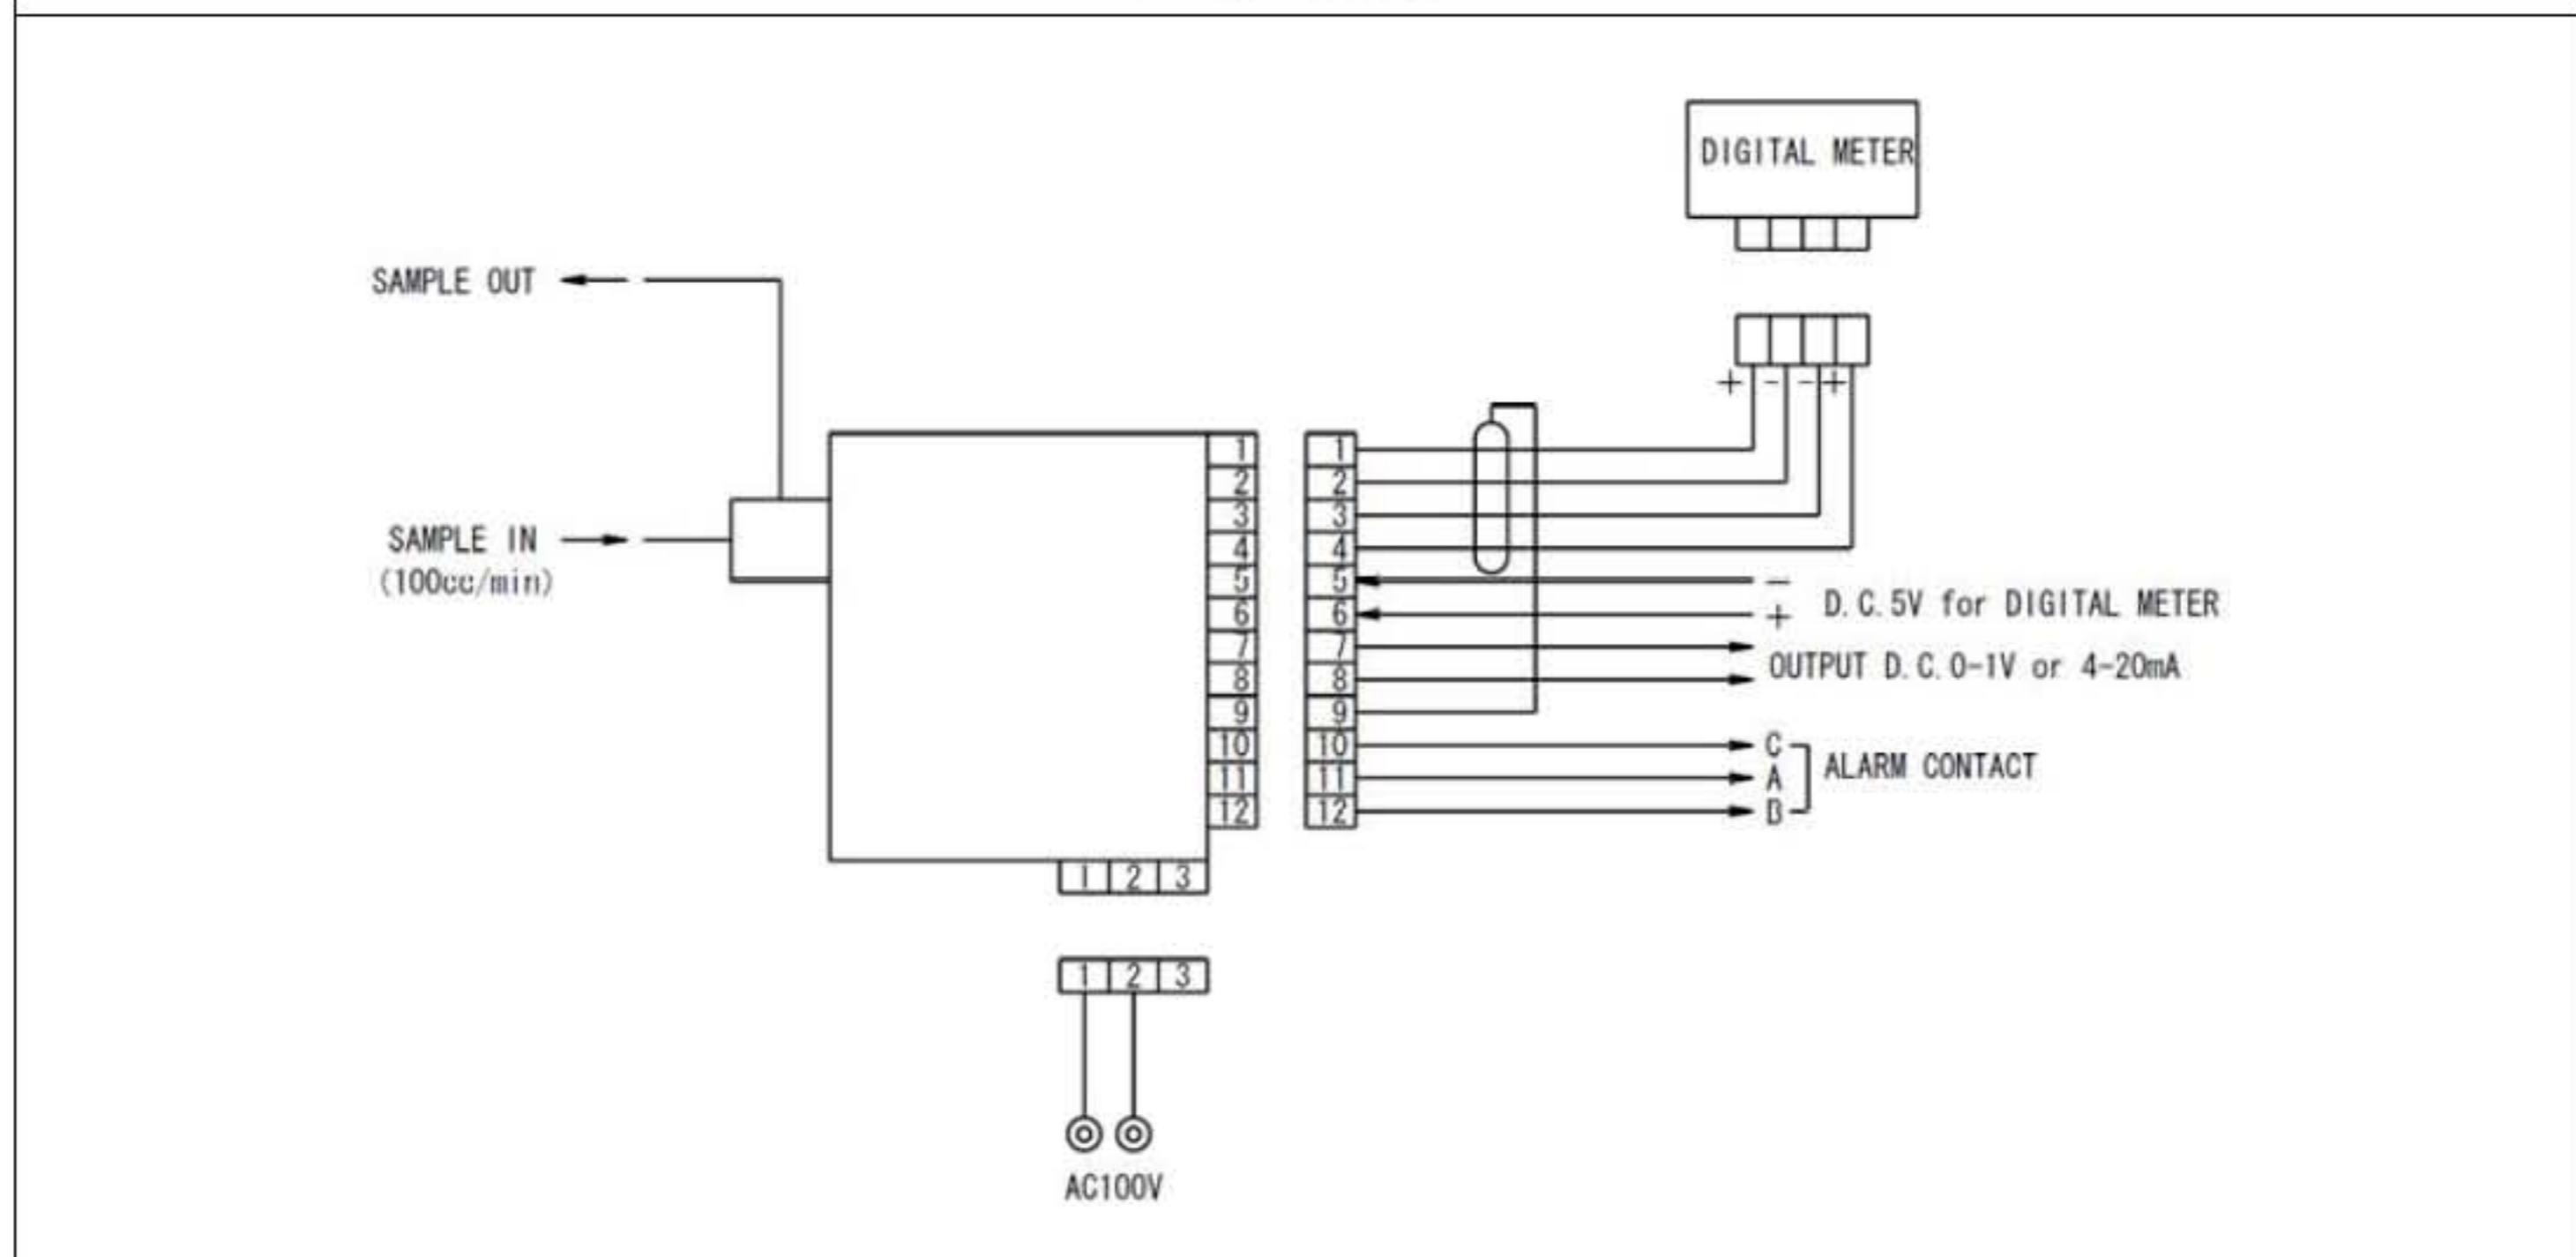 DIGITAL METER
SAMPLE OUT
+ - - +
SAMPLE IN
(100cc/min)
1 1
2 2
3 3
4 4
5 5 -
6 6 + D.C.5V for DIGITAL METER
7 7
8 8 OUTPUT D.C.0-1V or 4-20mA
9 9
10 10 C
11 11 A ALARM CONTACT
12 12 B
1 2 3
1 2 3
AC100V